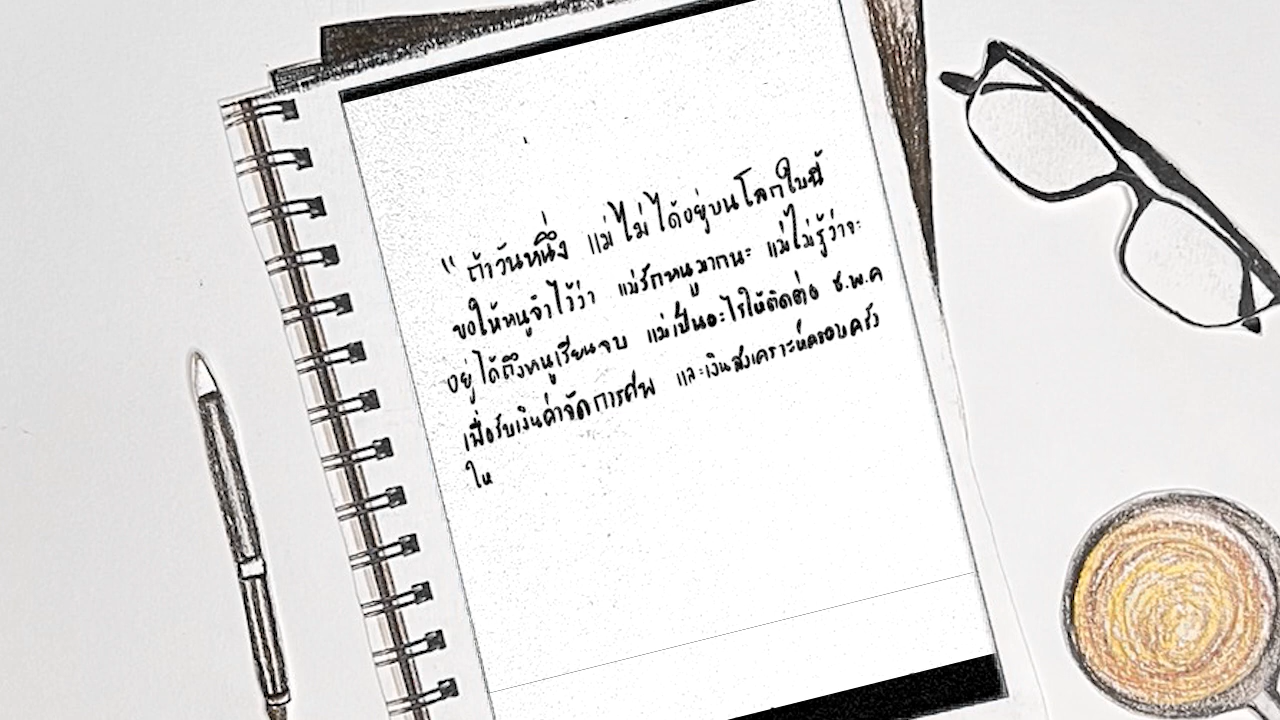 "ถ้าวันหนึ่ง แม่ไม่ได้อยู่บนโลกใบนี้
ขอให้หนูจำไว้ว่า แม่รักหนูมากนะ แม่ไม่รู้ว่าจะ
อยู่ได้ถึงหนูเรียนจบ แม่เป็นอะไรให้ติดต่อ ช.พ.ค
เพื่อรับเงินค่าจัดการศพ และเงินสงเคราะห์ครอบครัว
ให